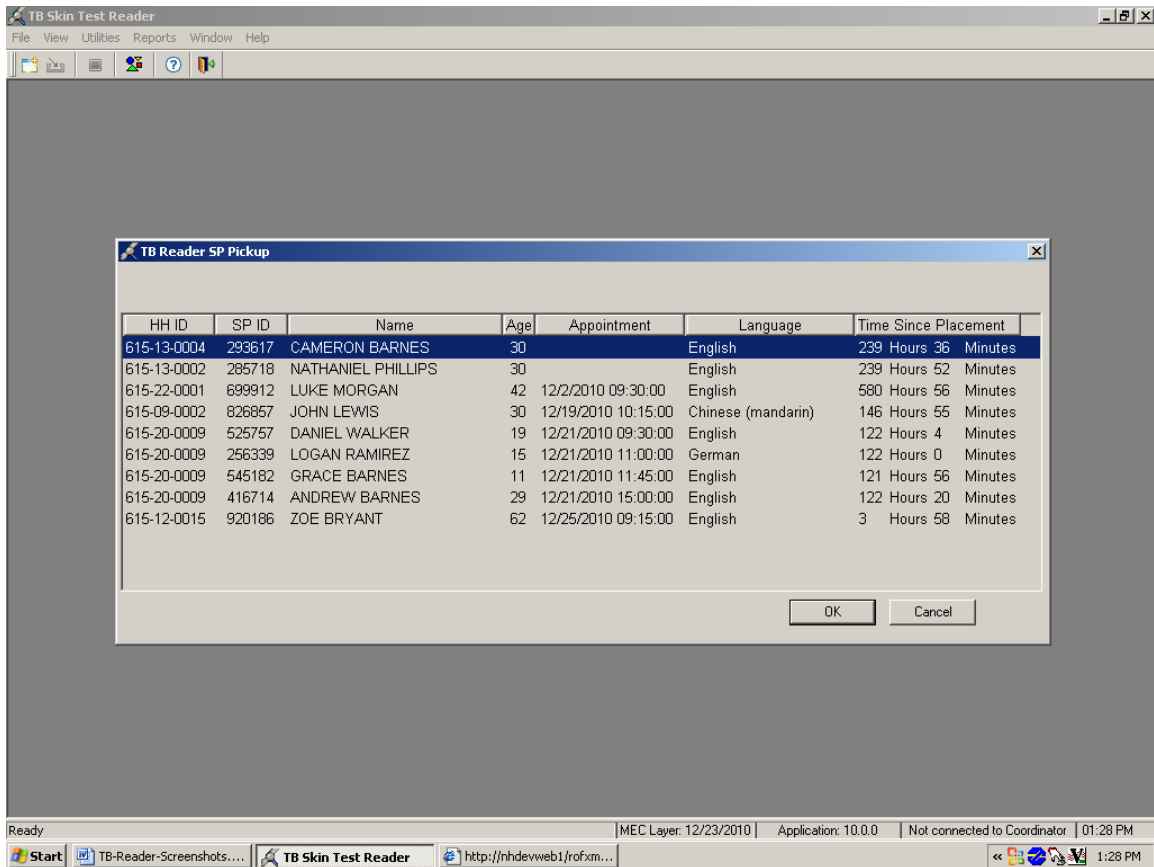 TB Skin Test Reader
File View Utilities Reports Window Help
TB Reader SP Pickup
HH ID SP ID Name Age Appointment Language Time Since Placement
615-13-0004 293617 CAMERON BARNES 30 English 239 Hours 36 Minutes
615-13-0002 285718 NATHANIEL PHILLIPS 30 English 239 Hours 52 Minutes
615-22-0001 699912 LUKE MORGAN 42 12/2/2010 09:30:00 English 580 Hours 56 Minutes
615-09-0002 826857 JOHN LEWIS 30 12/19/2010 10:15:00 Chinese (mandarin) 146 Hours 55 Minutes
615-20-0009 525757 DANIEL WALKER 19 12/21/2010 09:30:00 English 122 Hours 4 Minutes
615-20-0009 256339 LOGAN RAMIREZ 15 12/21/2010 11:00:00 German 122 Hours 0 Minutes
615-20-0009 545182 GRACE BARNES 11 12/21/2010 11:45:00 English 121 Hours 56 Minutes
615-20-0009 416714 ANDREW BARNES 29 12/21/2010 15:00:00 English 122 Hours 20 Minutes
615-12-0015 920186 ZOE BRYANT 62 12/25/2010 09:15:00 English 3 Hours 58 Minutes
OK Cancel
Ready MEC Layer: 12/23/2010 Application: 10.0.0 Not connected to Coordinator 01:28 PM
Start TB-Reader-Screenshots.... TB Skin Test Reader http://nhdevweb1/rofxm... « 1:28 PM